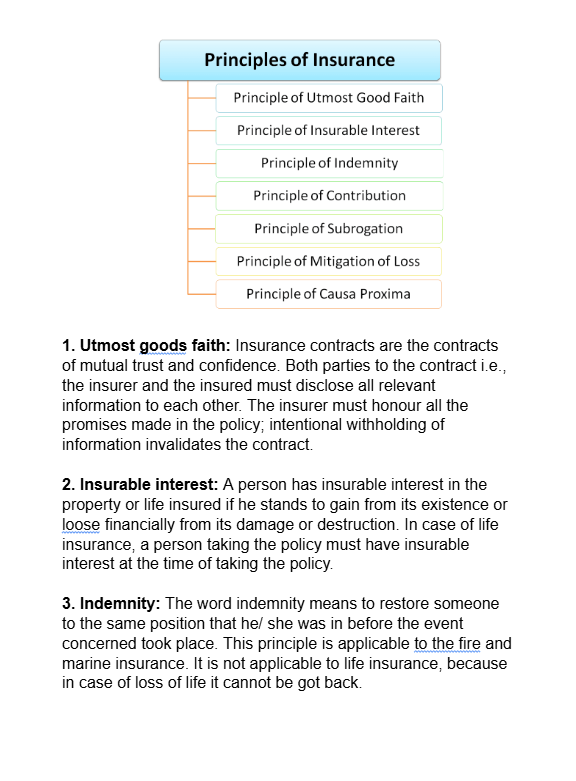 Principles of Insurance
Principle of Utmost Good Faith
Principle of Insurable Interest
Principle of Indemnity
Principle of Contribution
Principle of Subrogation
Principle of Mitigation of Loss
Principle of Causa Proxima
1. Utmost goods faith: Insurance contracts are the contracts
of mutual trust and confidence. Both parties to the contract i.e.,
the insurer and the insured must disclose all relevant
information to each other. The insurer must honour all the
promises made in the policy; intentional withholding of
information invalidates the contract.
2. Insurable interest: A person has insurable interest in the
property or life insured if he stands to gain from its existence or
loose financially from its damage or destruction. In case of life
insurance, a person taking the policy must have insurable
interest at the time of taking the policy.
3. Indemnity: The word indemnity means to restore someone
to the same position that he/ she was in before the event
concerned took place. This principle is applicable to the fire and
marine insurance. It is not applicable to life insurance, because
in case of loss of life it cannot be got back.